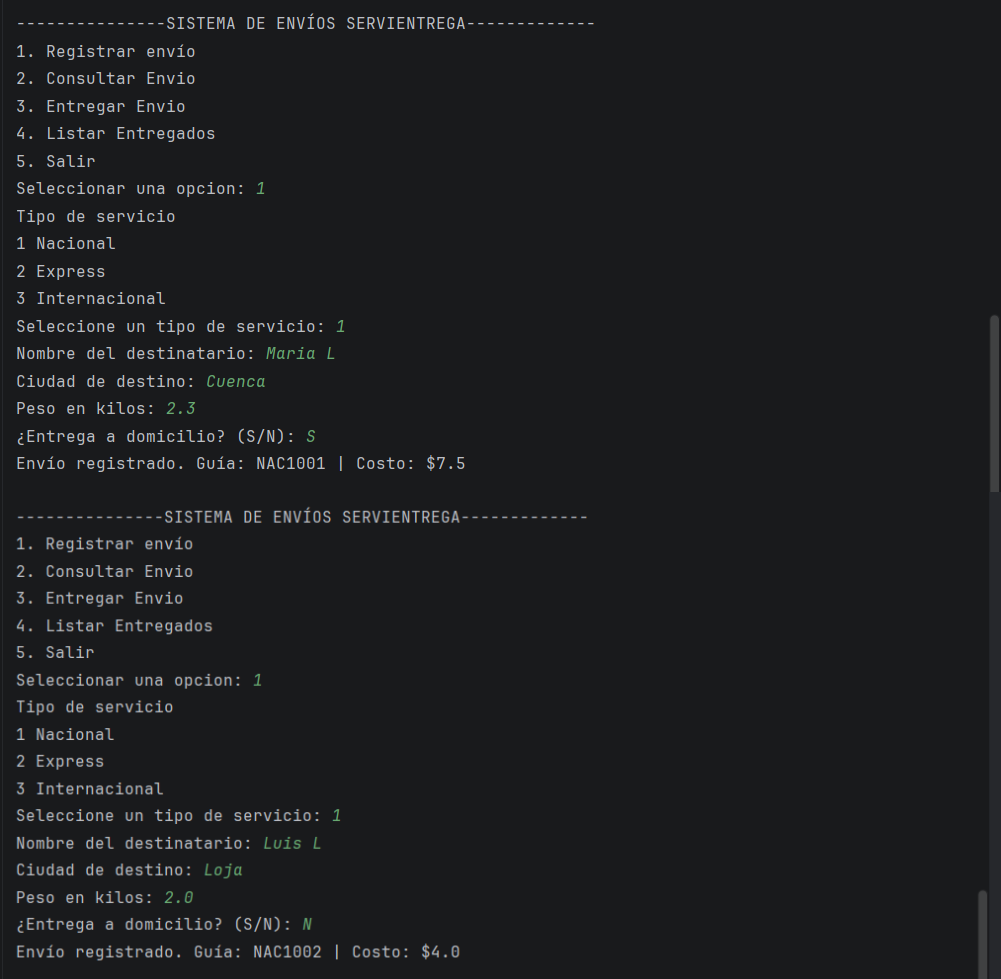 ---------------SISTEMA DE ENVÍOS SERVIENTREGA-------------
1. Registrar envío
2. Consultar Envio
3. Entregar Envio
4. Listar Entregados
5. Salir
Seleccionar una opcion: 1
Tipo de servicio
1 Nacional
2 Express
3 Internacional
Seleccione un tipo de servicio: 1
Nombre del destinatario: Maria L
Ciudad de destino: Cuenca
Peso en kilos: 2.3
¿Entrega a domicilio? (S/N): S
Envío registrado. Guía: NAC1001 | Costo: $7.5
---------------SISTEMA DE ENVÍOS SERVIENTREGA-------------
1. Registrar envío
2. Consultar Envio
3. Entregar Envio
4. Listar Entregados
5. Salir
Seleccionar una opcion: 1
Tipo de servicio
1 Nacional
2 Express
3 Internacional
Seleccione un tipo de servicio: 1
Nombre del destinatario: Luis L
Ciudad de destino: Loja
Peso en kilos: 2.0
¿Entrega a domicilio? (S/N): N
Envío registrado. Guía: NAC1002 | Costo: $4.0